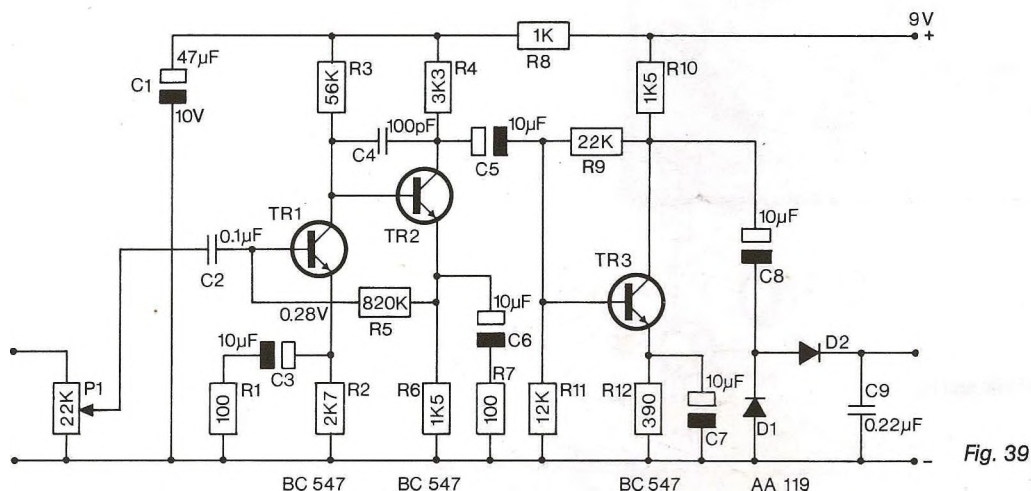 9V
+
1K
R8
47µF
C1
10V
56K
R3
3K3
R4
1K5
R10
100pF
C4
10µF
C5
22K
R9
TR1
TR2
0.1µF
C2
10µF
C8
TR3
0.28V
820K
R5
10µF
C6
D2
10µF
C3
P1
22K
R1
100
R2
2K7
R6
1K5
R7
100
R11
12K
R12
390
10µF
C7
D1
C9
0.22µF
–
Fig. 39
BC 547
BC 547
BC 547
AA 119